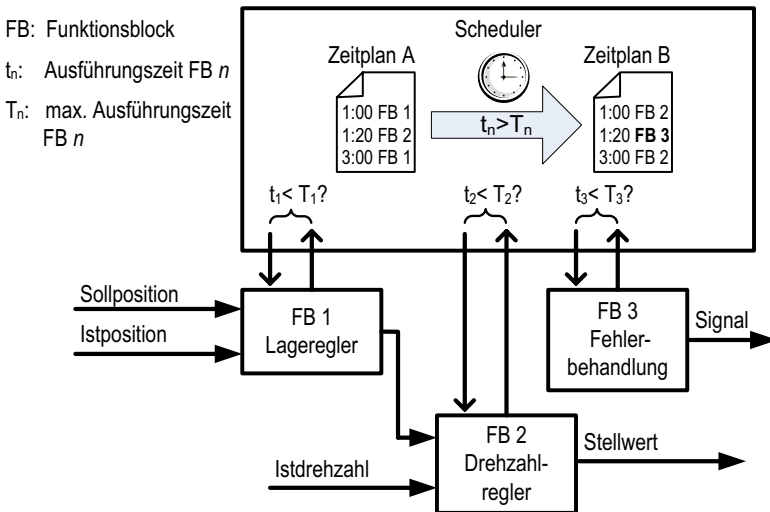 FB: Funktionsblock
tn: Ausführungszeit FB n
Tn: max. Ausführungszeit
FB n
Scheduler
Zeitplan A
1:00 FB 1
1:20 FB 2
3:00 FB 1
tn>Tn
Zeitplan B
1:00 FB 2
1:20 FB 3
3:00 FB 2
t1< T1?
t2< T2?
t3< T3?
Sollposition
Istposition
FB 1
Lageregler
FB 3
Fehler-
behandlung
Signal
Istdrehzahl
FB 2
Drehzahl-
regler
Stellwert